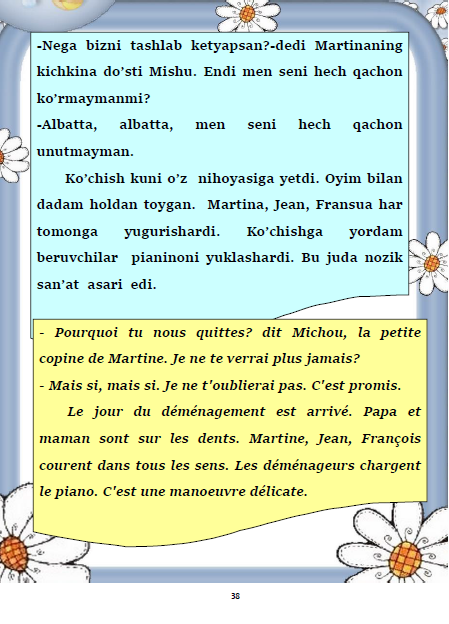 -Nega bizni tashlab ketyapsan?-dedi Martinaning
kichkina do’sti Mishu. Endi men seni hech qachon
ko’rmaymanmi?
-Albatta, albatta, men seni hech qachon
unutmayman.
Ko’chish kuni o’z nihoyasiga yetdi. Oyim bilan
dadam holdan toygan. Martina, Jean, Fransua har
tomonga yugurishardi. Ko’chishga yordam
beruvchilar pianinoni yuklashardi. Bu juda nozik
san’at asari edi.
- Pourquoi tu nous quittes? dit Michou, la petite
copine de Martine. Je ne te verrai plus jamais?
- Mais si, mais si. Je ne t'oublierai pas. C'est promis.
Le jour du déménagement est arrivé. Papa et
maman sont sur les dents. Martine, Jean, François
courent dans tous les sens. Les déménageurs chargent
le piano. C'est une manoeuvre délicate.
38